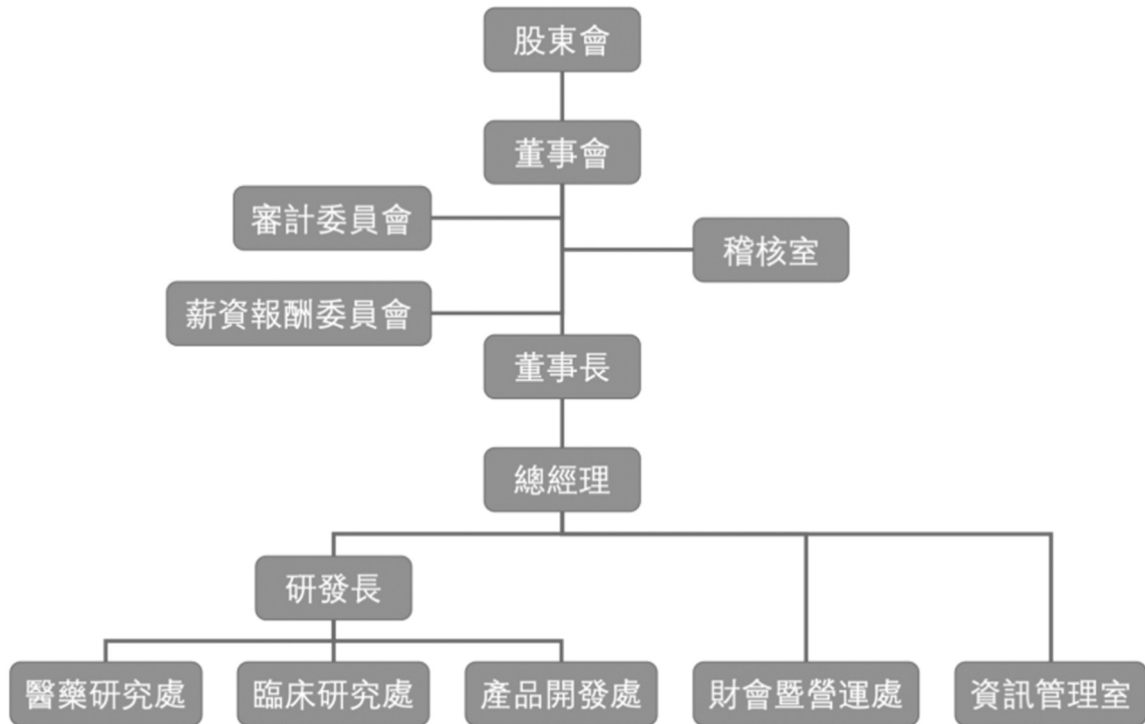 股東會
董事會
審計委員會
稽核室
薪資報酬委員會
董事長
總經理
研發長
醫藥研究處
臨床研究處
產品開發處
財會暨營運處
資訊管理室